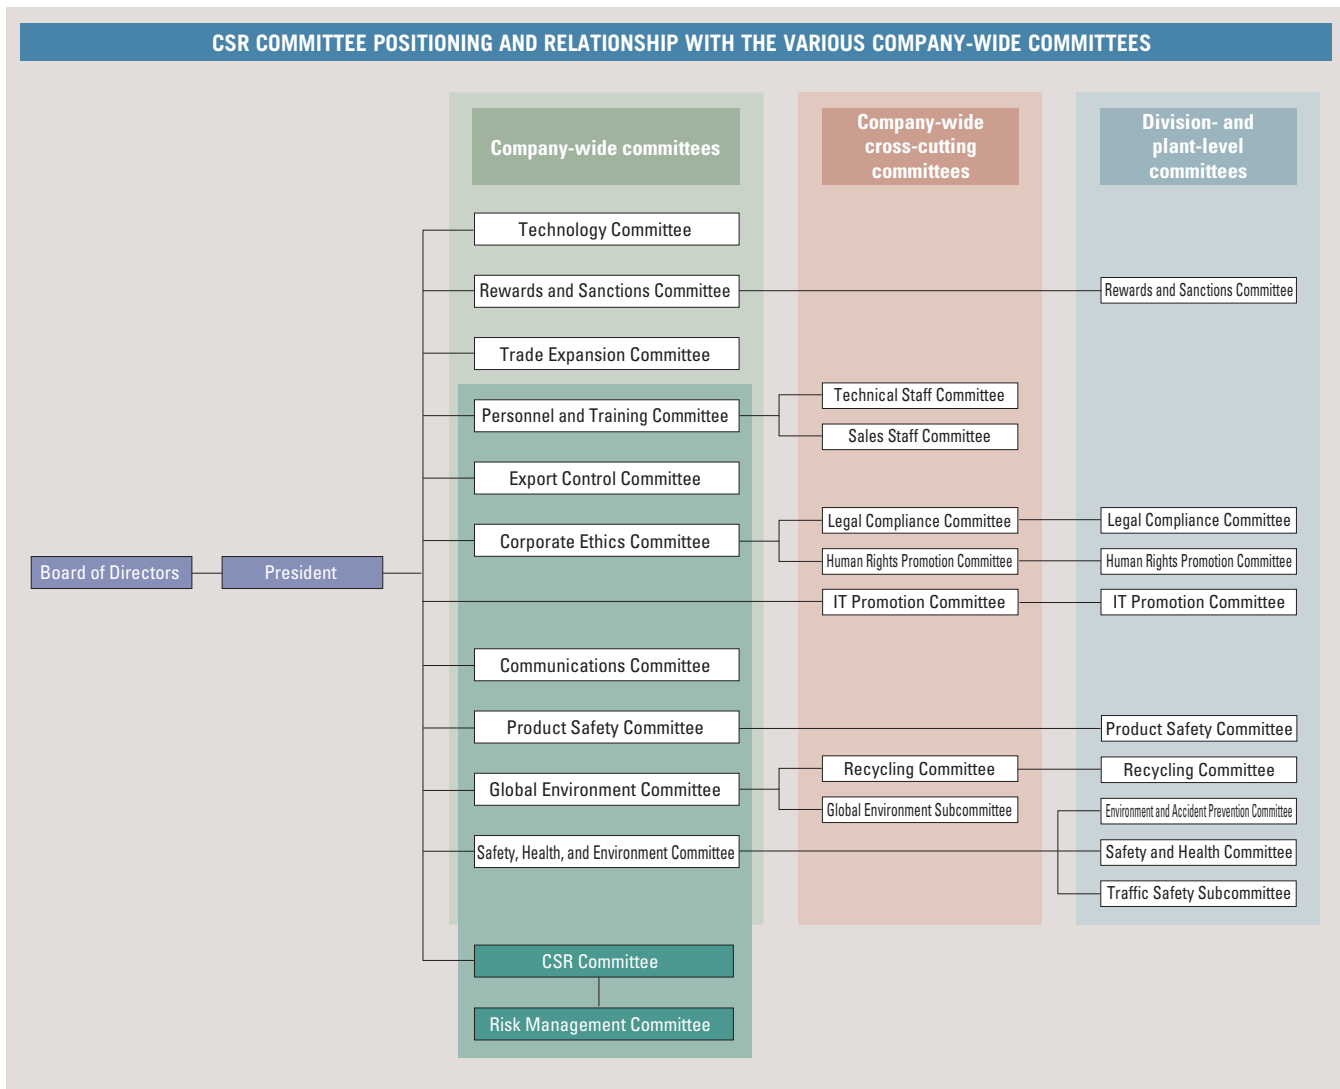 CSR COMMITTEE POSITIONING AND RELATIONSHIP WITH THE VARIOUS COMPANY-WIDE COMMITTEES
Company-wide committees
Company-wide
cross-cutting
committees
Division- and
plant-level
committees
Technology Committee
Rewards and Sanctions Committee
Rewards and Sanctions Committee
Trade Expansion Committee
Personnel and Training Committee
Technical Staff Committee
Sales Staff Committee
Export Control Committee
Corporate Ethics Committee
Legal Compliance Committee
Legal Compliance Committee
Human Rights Promotion Committee
Human Rights Promotion Committee
Board of Directors
President
IT Promotion Committee
IT Promotion Committee
Communications Committee
Product Safety Committee
Product Safety Committee
Global Environment Committee
Recycling Committee
Recycling Committee
Global Environment Subcommittee
Environment and Accident Prevention Committee
Safety, Health, and Environment Committee
Safety and Health Committee
Traffic Safety Subcommittee
CSR Committee
Risk Management Committee